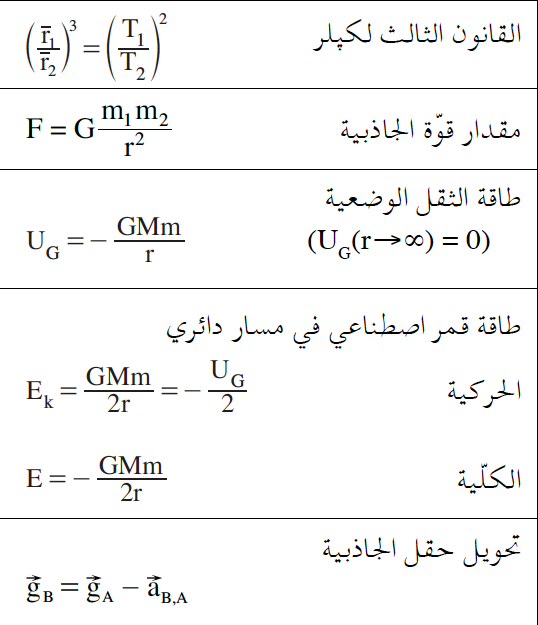 القانون الثالث لكپلر
(r̄₁/r̄₂)³ = (T₁/T₂)²
مقدار قوّة الجاذبية
F = G m₁m₂/r²
طاقة الثقل الوضعية
(U_G(r→∞) = 0)
U_G = − GMm/r
طاقة قمر اصطناعي في مسار دائري
الحركية
E_k = GMm/2r = − U_G/2
الكلّية
E = − GMm/2r
تحويل حقل الجاذبية
g⃗_B = g⃗_A − a⃗_B,A